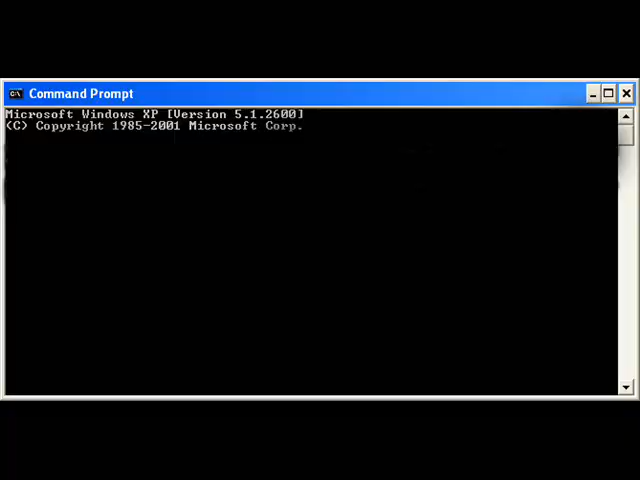 Command Prompt
Microsoft Windows XP [Version 5.1.2600]
(C) Copyright 1985-2001 Microsoft Corp.